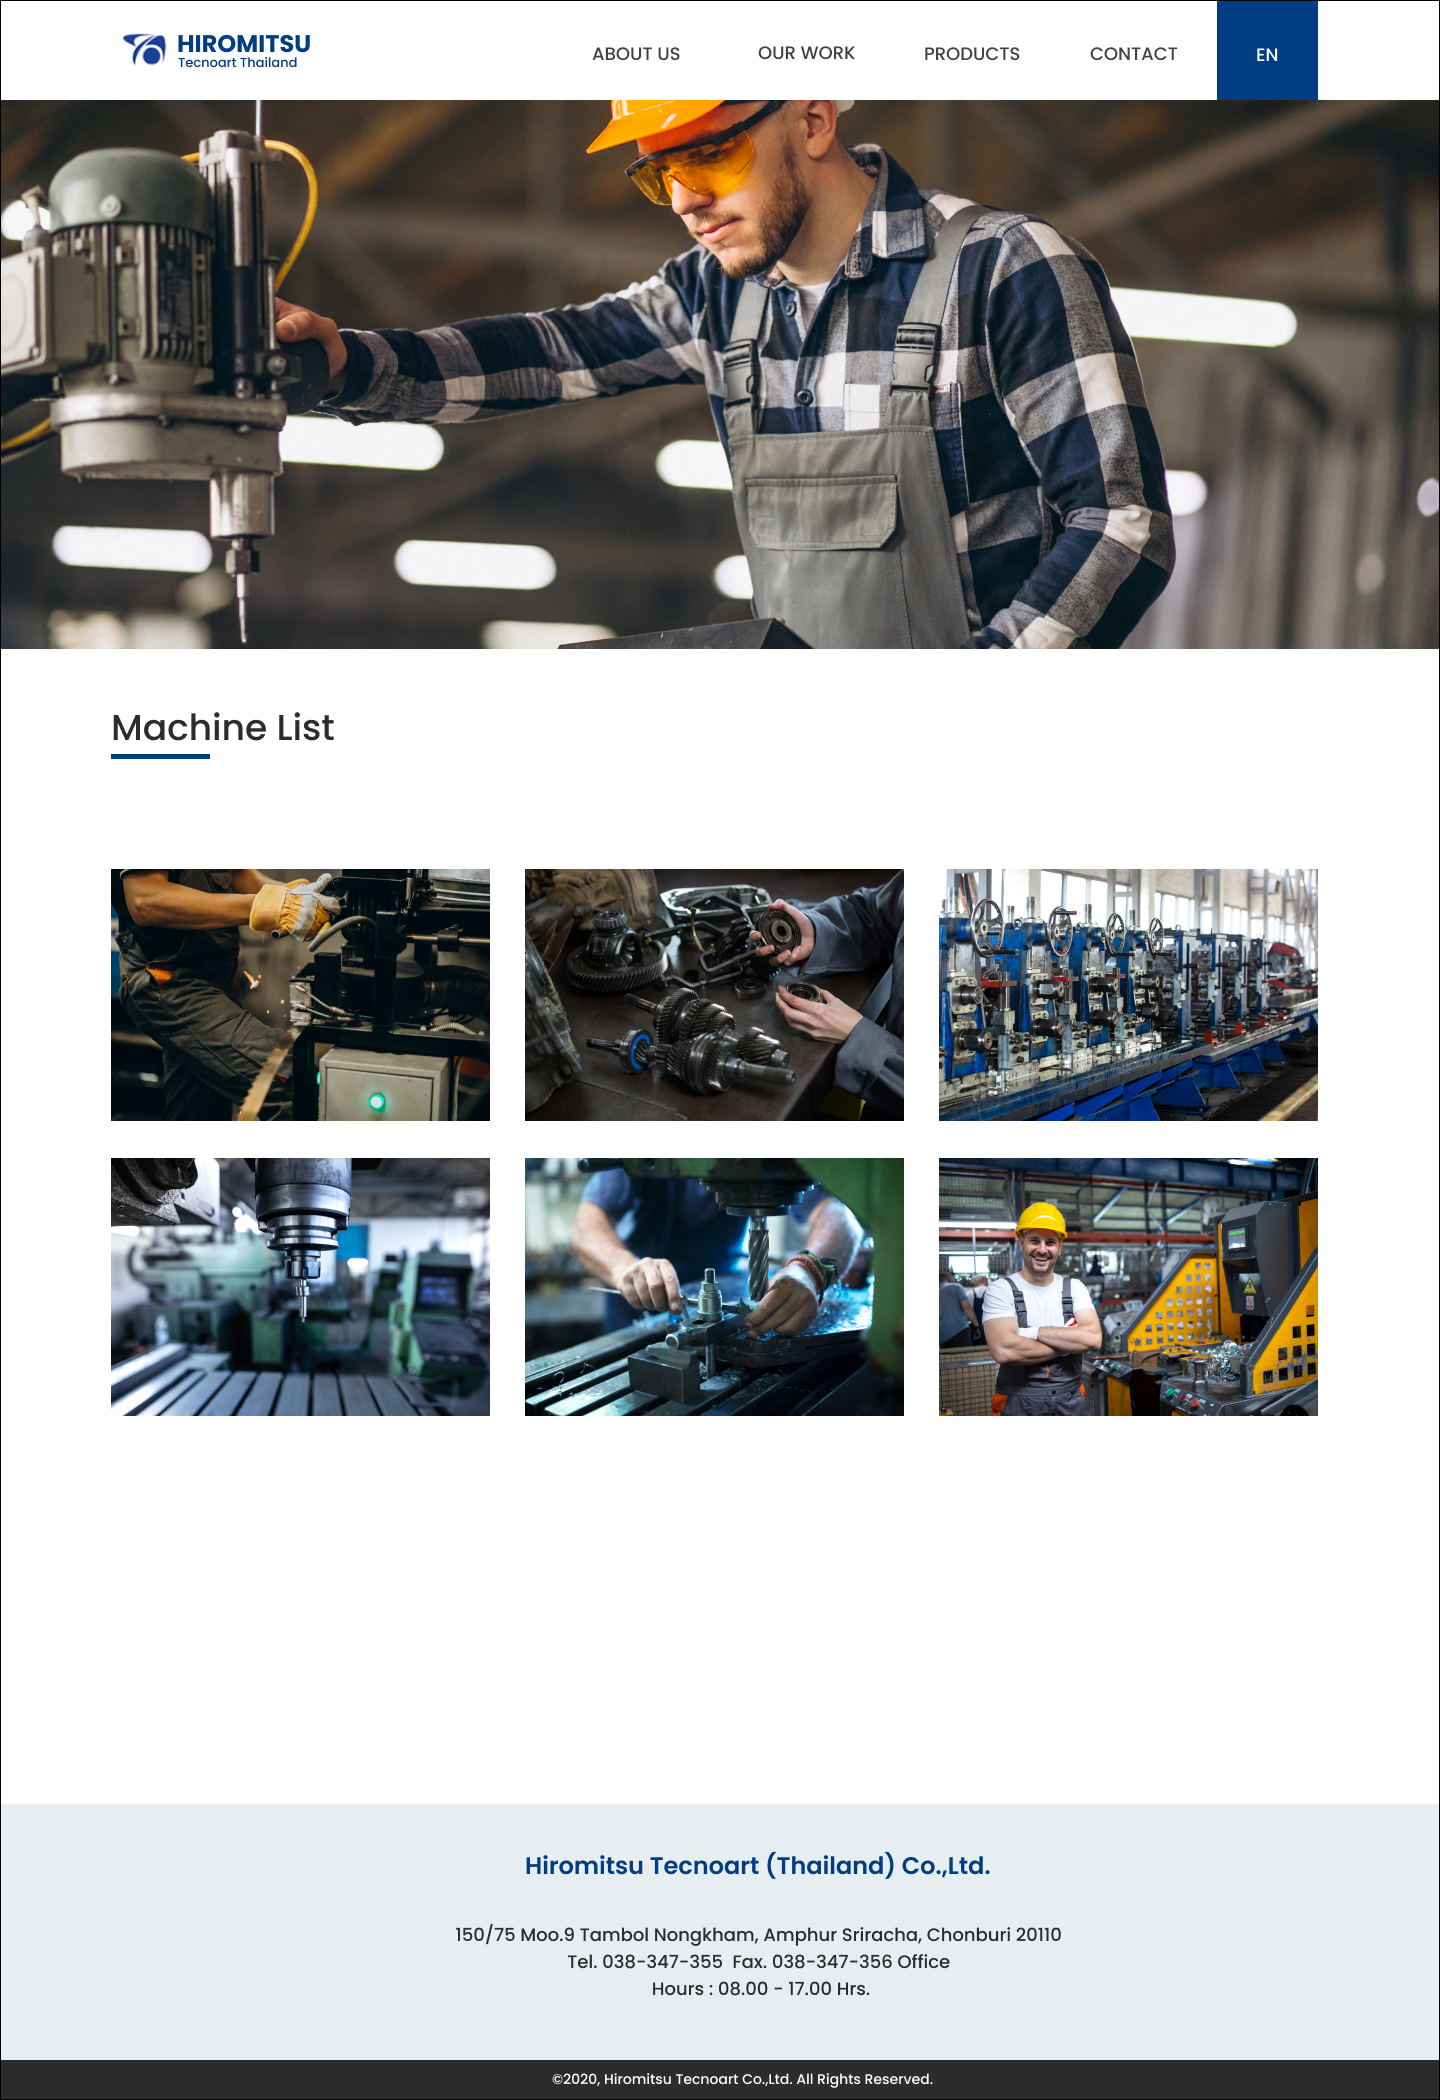 HIROMITSU
Tecnoart Thailand
ABOUT US
OUR WORK
PRODUCTS
CONTACT
EN
Machine List
Hiromitsu Tecnoart (Thailand) Co.,Ltd.
150/75 Moo.9 Tambol Nongkham, Amphur Sriracha, Chonburi 20110
Tel. 038-347-355  Fax. 038-347-356 Office
Hours : 08.00 - 17.00 Hrs.
©2020, Hiromitsu Tecnoart Co.,Ltd. All Rights Reserved.